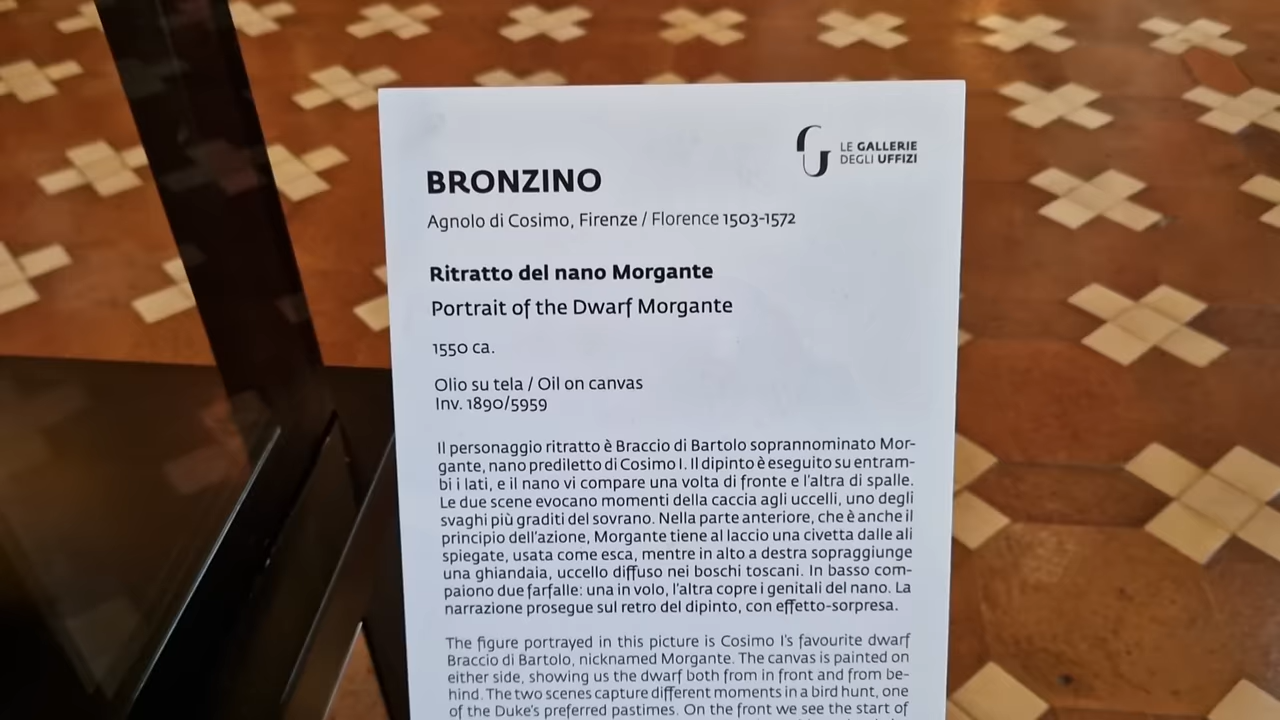 LE GALLERIE
DEGLI UFFIZI
BRONZINO
Agnolo di Cosimo, Firenze / Florence 1503-1572
Ritratto del nano Morgante
Portrait of the Dwarf Morgante
1550 ca.
Olio su tela / Oil on canvas
Inv. 1890/5959
Il personaggio ritratto è Braccio di Bartolo soprannominato Mor-
gante, nano prediletto di Cosimo I. Il dipinto è eseguito su entram-
bi i lati, e il nano vi compare una volta di fronte e l'altra di spalle.
Le due scene evocano momenti della caccia agli uccelli, uno degli
svaghi più graditi del sovrano. Nella parte anteriore, che è anche il
principio dell'azione, Morgante tiene al laccio una civetta dalle ali
spiegate, usata come esca, mentre in alto a destra sopraggiunge
una ghiandaia, uccello diffuso nei boschi toscani. In basso com-
paiono due farfalle: una in volo, l'altra copre i genitali del nano. La
narrazione prosegue sul retro del dipinto, con effetto-sorpresa.
The figure portrayed in this picture is Cosimo I's favourite dwarf
Braccio di Bartolo, nicknamed Morgante. The canvas is painted on
either side, showing us the dwarf both from in front and from be-
hind. The two scenes capture different moments in a bird hunt, one
of the Duke's preferred pastimes. On the front we see the start of